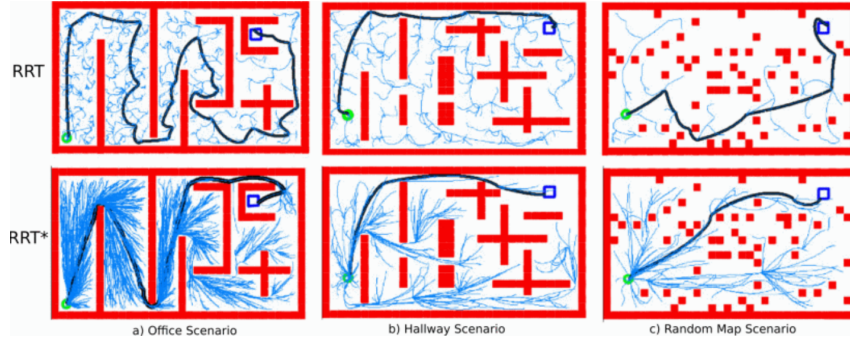 RRT
RRT*
a) Office Scenario
b) Hallway Scenario
c) Random Map Scenario